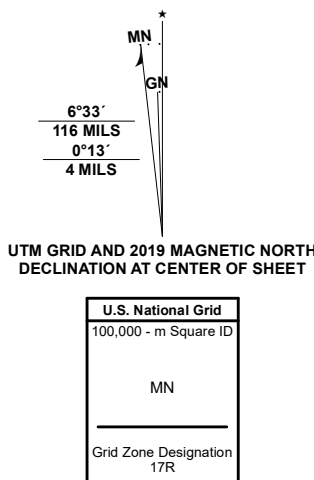 MN
GN
6°33´
116 MILS
0°13´
4 MILS
UTM GRID AND 2019 MAGNETIC NORTH
DECLINATION AT CENTER OF SHEET
U.S. National Grid
100,000 - m Square ID
MN
Grid Zone Designation
17R